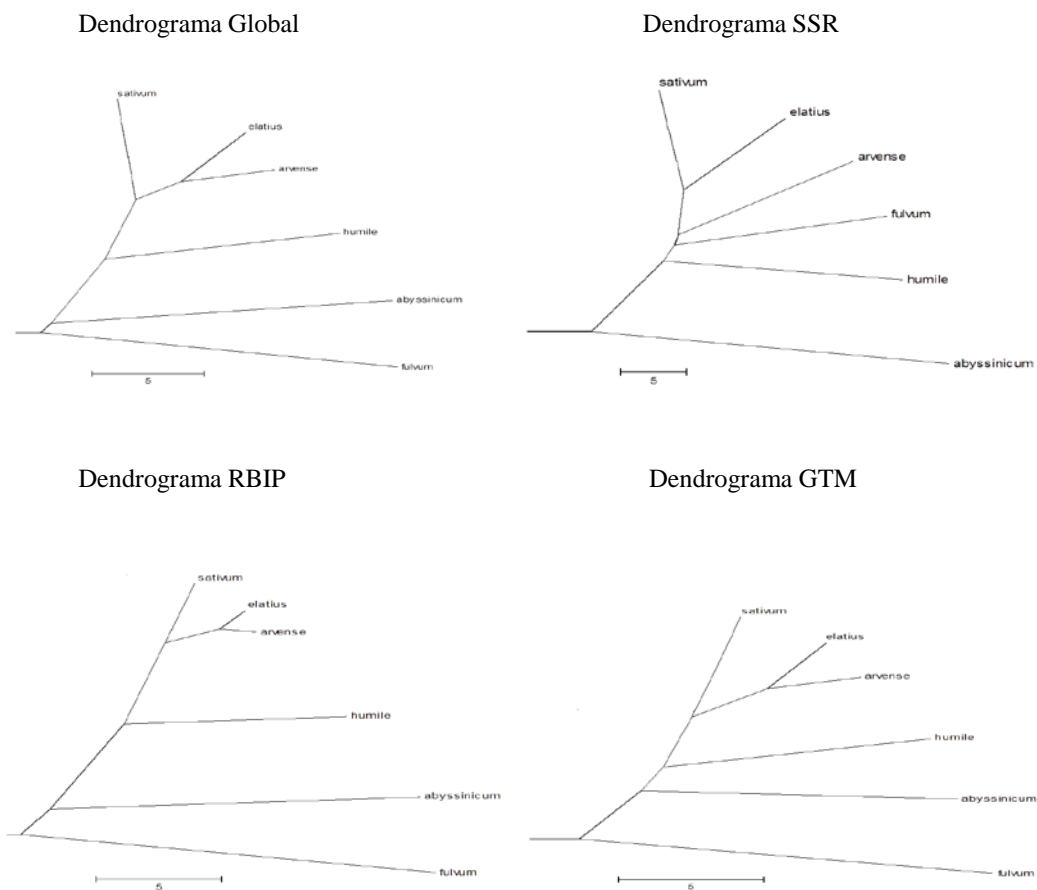 Dendrograma Global
sativum
elatius
arvense
humile
abyssinicum
fulvum
5
Dendrograma SSR
sativum
elatius
arvense
fulvum
humile
abyssinicum
5
Dendrograma RBIP
sativum
elatius
arvense
humile
abyssinicum
fulvum
5
Dendrograma GTM
sativum
elatius
arvense
humile
abyssinicum
fulvum
5